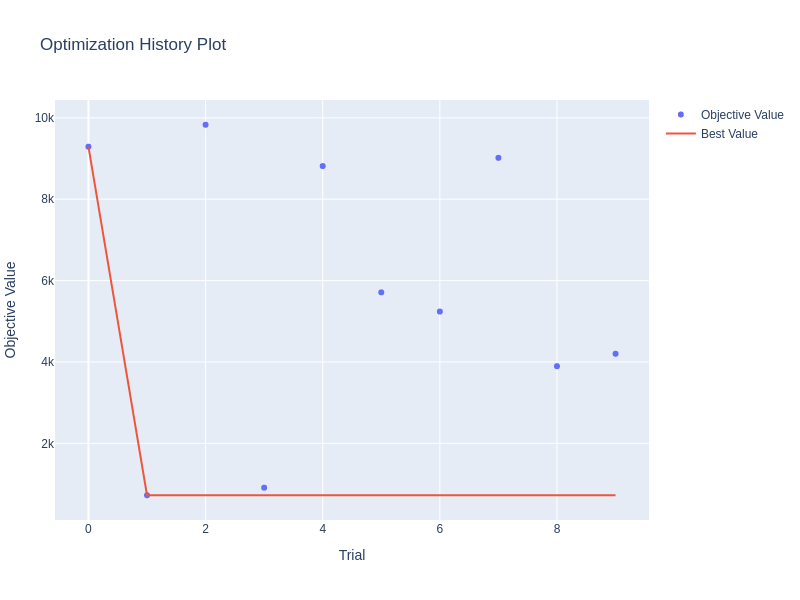 Optimization History Plot
Objective Value
Best Value
10k
8k
6k
4k
2k
Objective Value
0
2
4
6
8
Trial